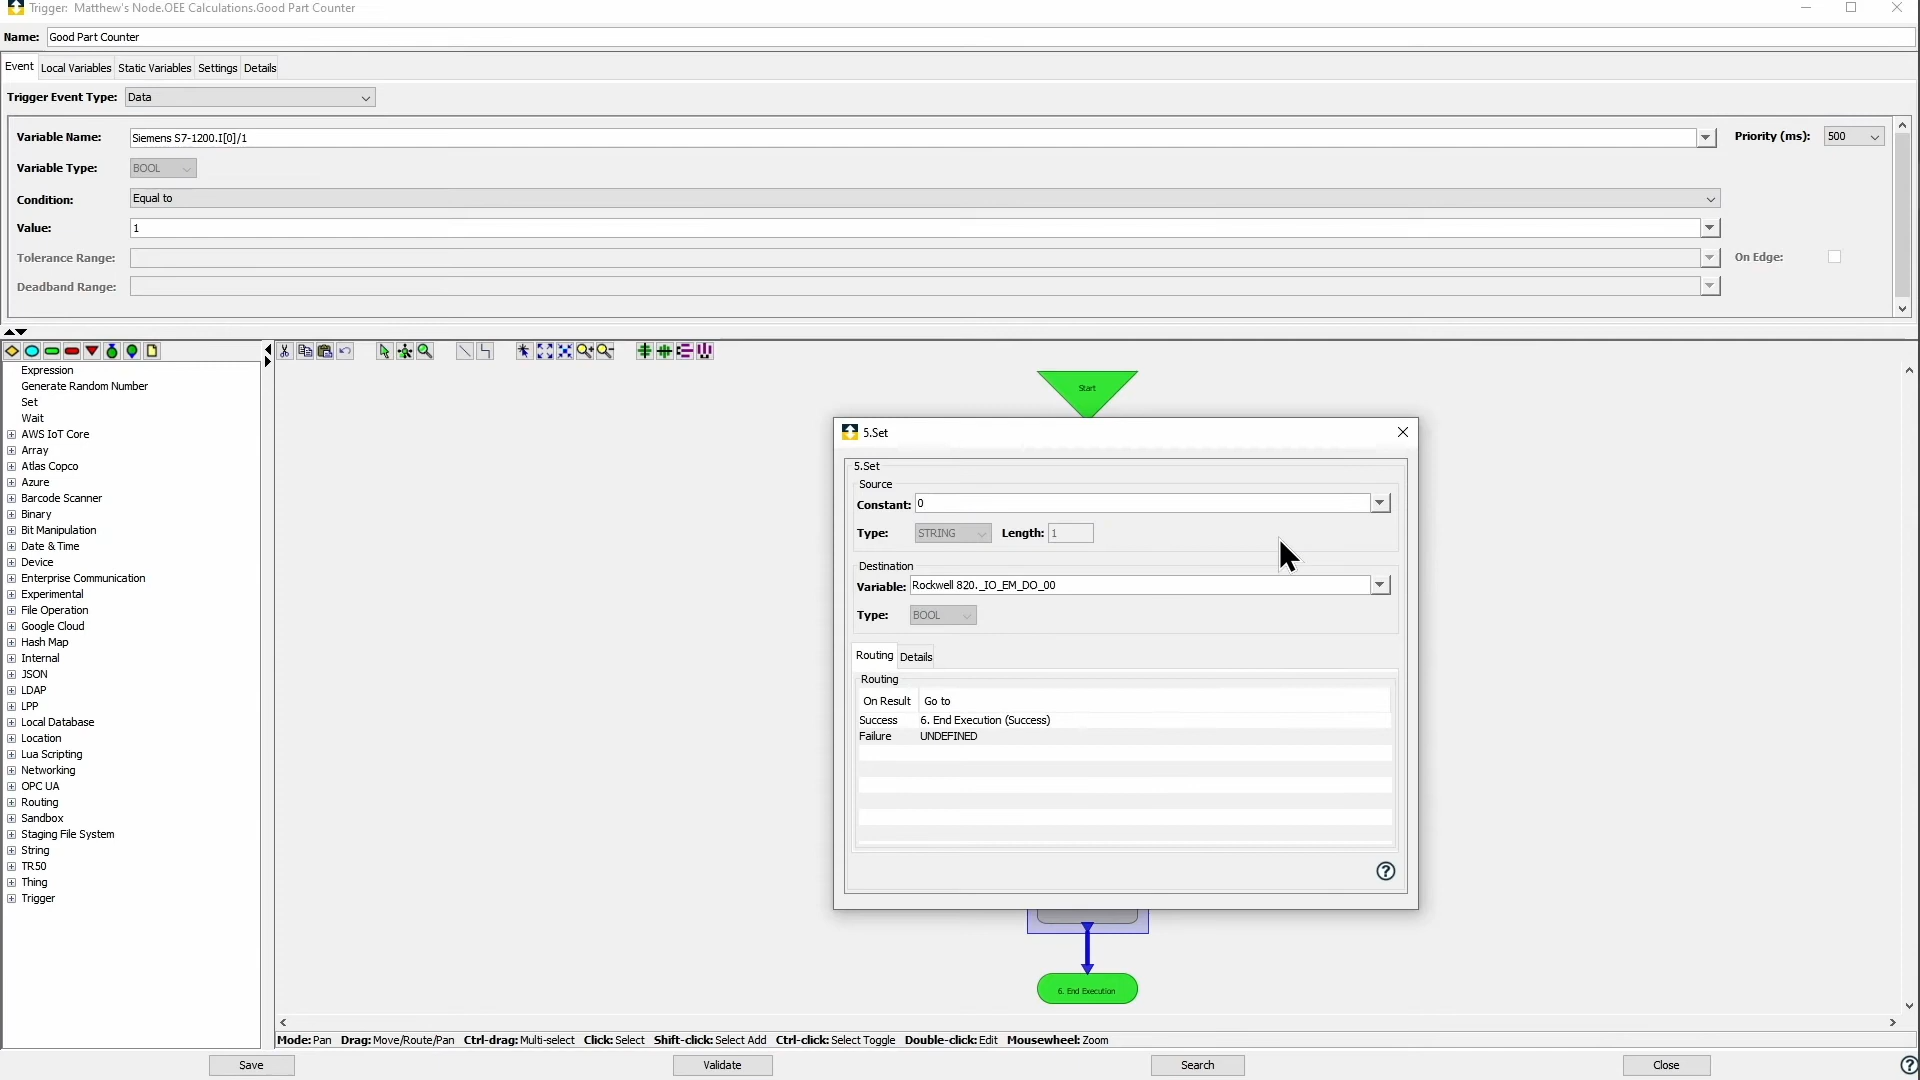 Trigger: Matthew's Node.OEE Calculations.Good Part Counter
Name: Good Part Counter
Event Local Variables Static Variables Settings Details
Trigger Event Type: Data
Variable Name: Siemens S7-1200.I[0]/1 Priority (ms): 500
Variable Type: BOOL
Condition: Equal to
Value: 1
Tolerance Range: On Edge:
Deadband Range:
Expression
Generate Random Number
Set
Wait
AWS IoT Core
Array
Atlas Copco
Azure
Barcode Scanner
Binary
Bit Manipulation
Date & Time
Device
Enterprise Communication
Experimental
File Operation
Google Cloud
Hash Map
Internal
JSON
LDAP
LPP
Local Database
Location
Lua Scripting
Networking
OPC UA
Routing
Sandbox
Staging File System
String
TR50
Thing
Trigger
Start
5.Set
5.Set
Source
Constant: 0
Type: STRING Length: 1
Destination
Variable: Rockwell 820._IO_EM_DO_00
Type: BOOL
Routing Details
Routing
On Result Go to
Success 6. End Execution (Success)
Failure UNDEFINED
6. End Execution
Mode: Pan Drag: Move/Route/Pan Ctrl-drag: Multi-select Click: Select Shift-click: Select Add Ctrl-click: Select Toggle Double-click: Edit Mousewheel: Zoom
Save Validate Search Close